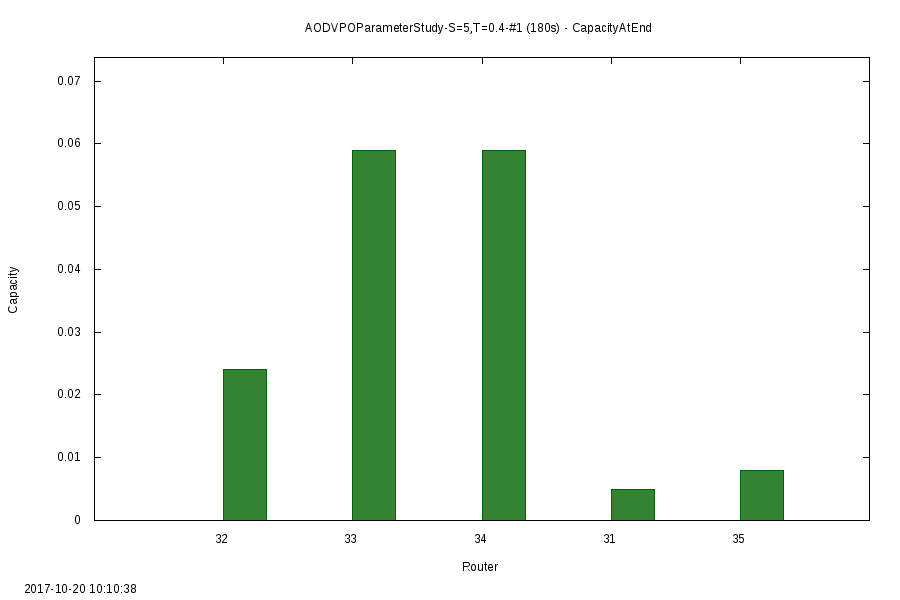 AODVPOParameterStudy-S=5,T=0.4-#1 (180s) - CapacityAtEnd
0.07
0.06
0.05
0.04
0.03
0.02
0.01
0
Capacity
32 33 34 31 35
Router
2017-10-20 10:10:38